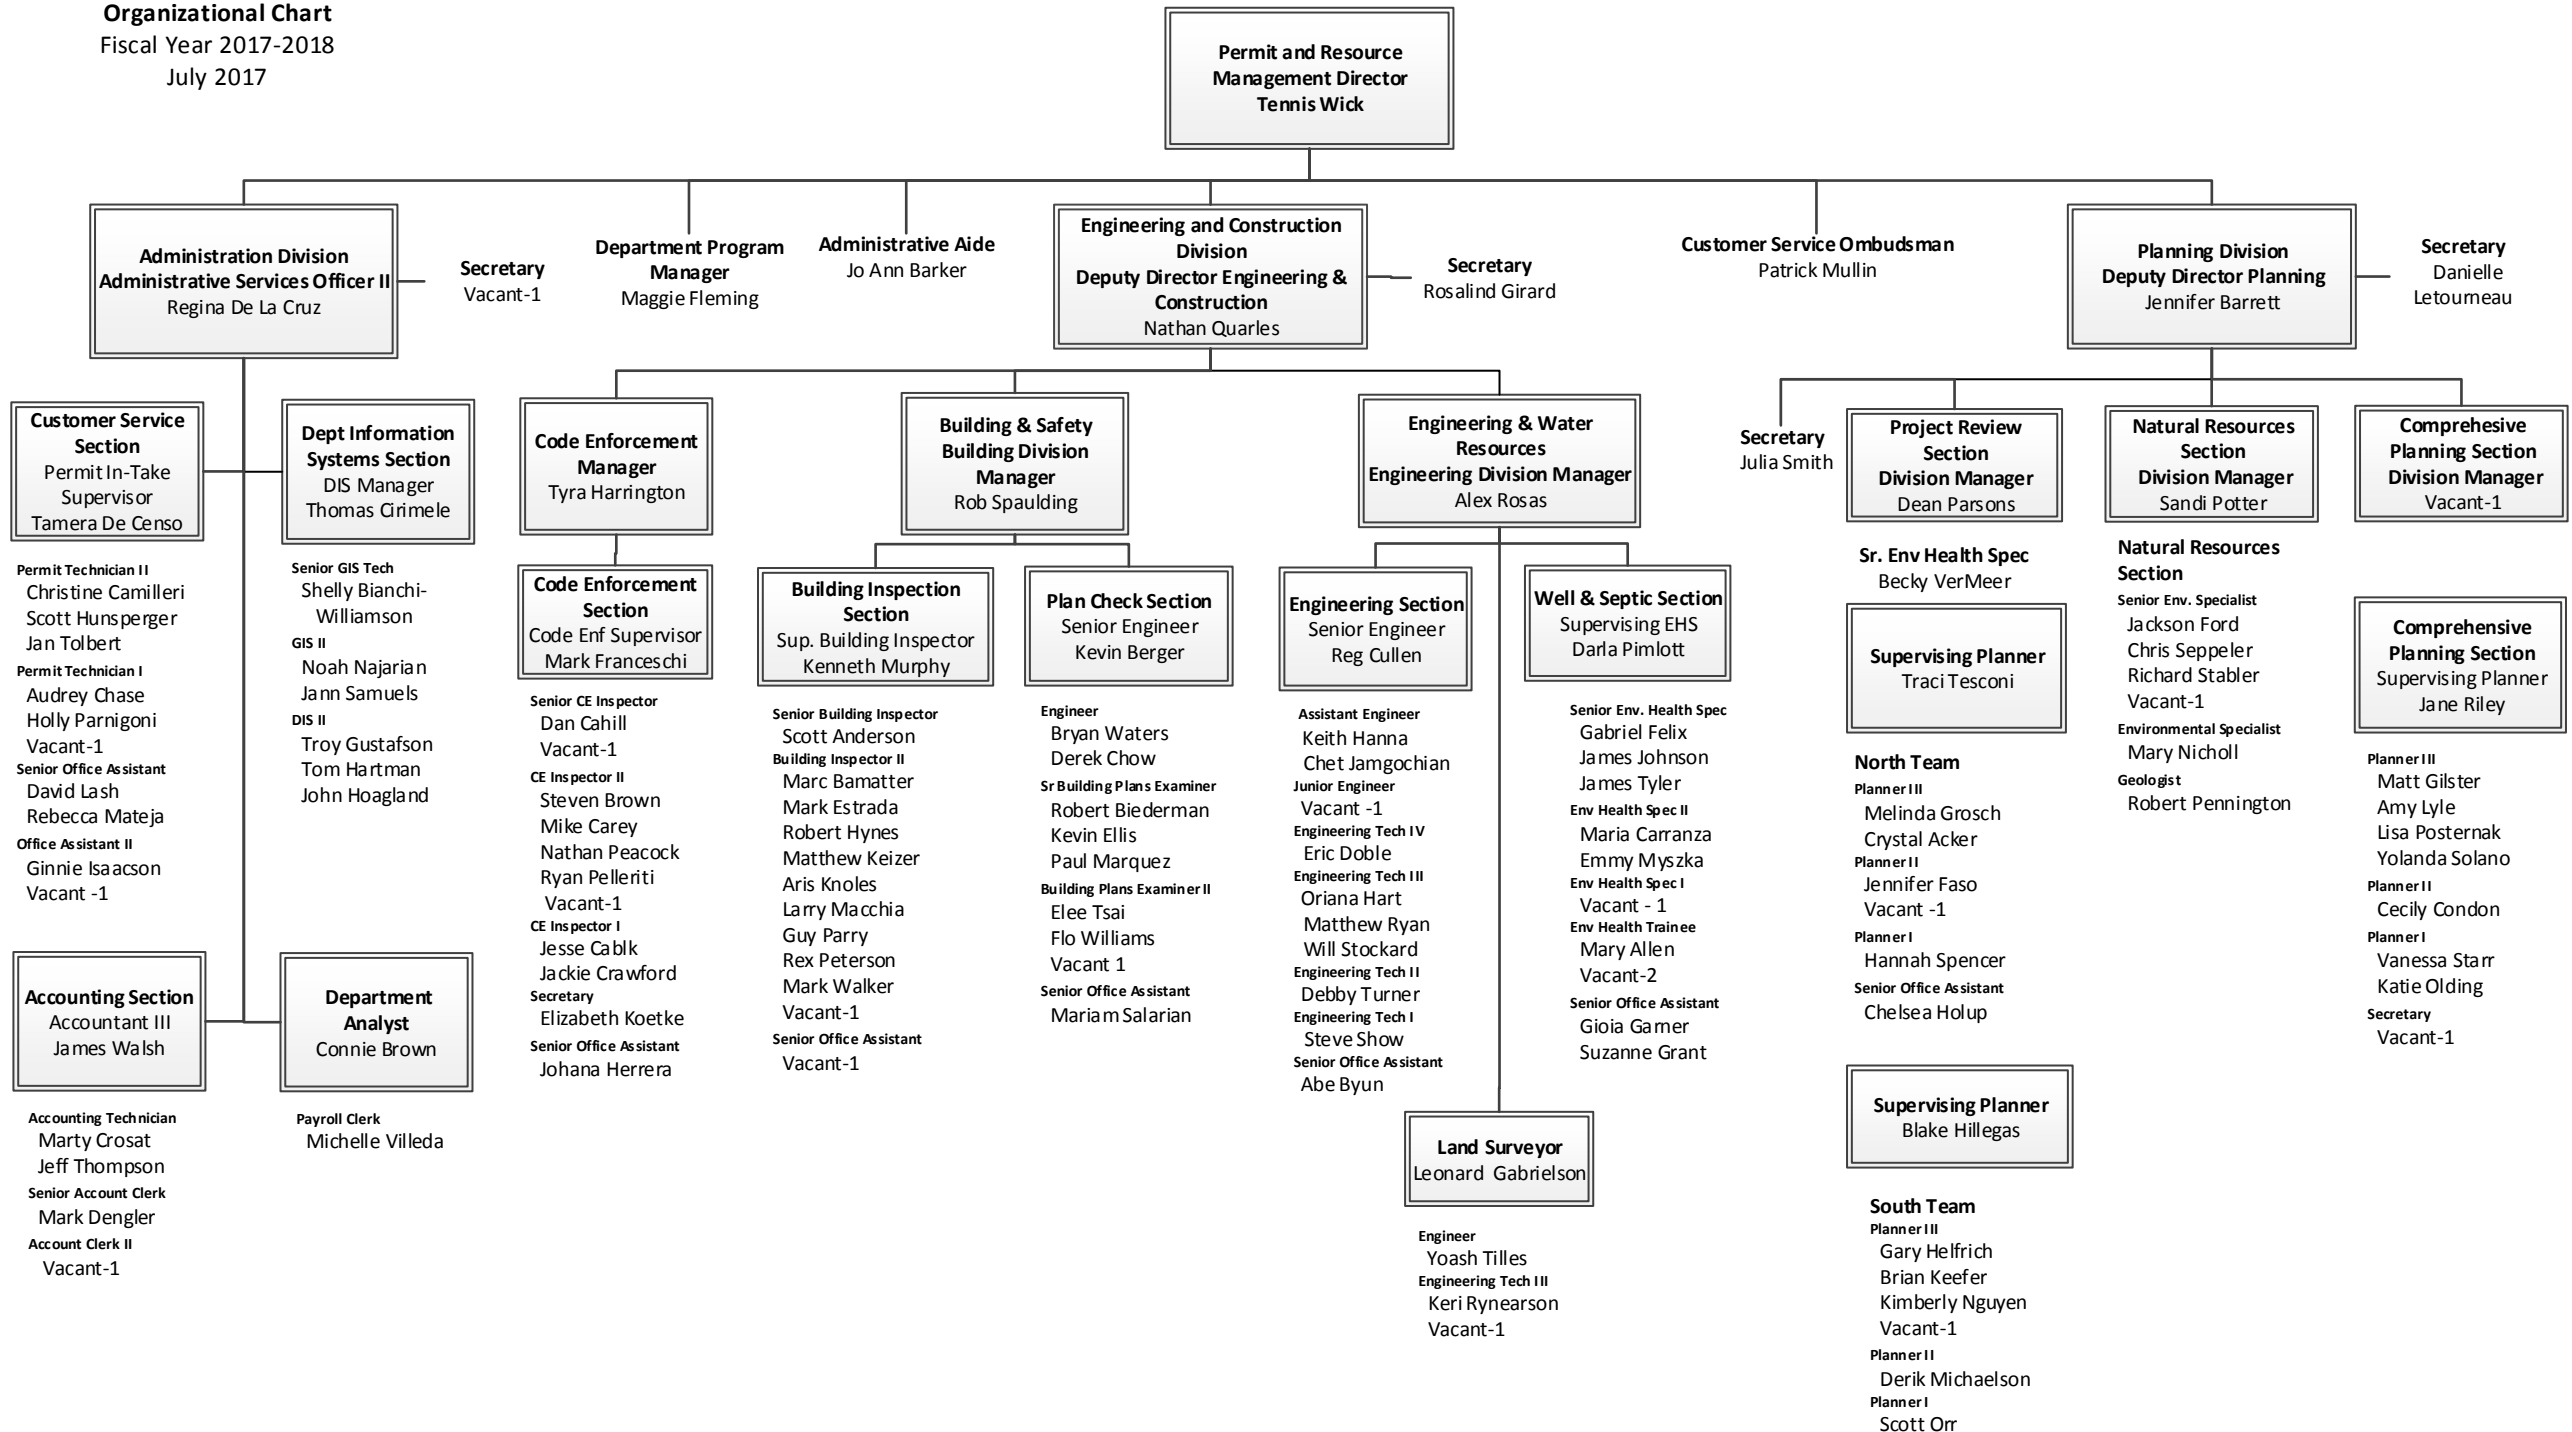 Organizational Chart
Fiscal Year 2017-2018
July 2017
Permit and Resource
Management Director
Tennis Wick
Administration Division
Administrative Services Officer II
Regina De La Cruz
Secretary
Vacant-1
Department Program
Manager
Maggie Fleming
Administrative Aide
Jo Ann Barker
Engineering and Construction
Division
Deputy Director Engineering &
Construction
Nathan Quarles
Secretary
Rosalind Girard
Customer Service Ombudsman
Patrick Mullin
Planning Division
Deputy Director Planning
Jennifer Barrett
Secretary
Danielle
Letourneau
Customer Service
Section
Permit In-Take
Supervisor
Tamera De Censo
Permit Technician II
Christine Camilleri
Scott Hunsperger
Jan Tolbert
Permit Technician I
Audrey Chase
Holly Parnigoni
Vacant-1
Senior Office Assistant
David Lash
Rebecca Mateja
Office Assistant II
Ginnie Isaacson
Vacant -1
Dept Information
Systems Section
DIS Manager
Thomas Cirimele
Senior GIS Tech
Shelly Bianchi-
Williamson
GIS II
Noah Najarian
Jann Samuels
DIS II
Troy Gustafson
Tom Hartman
John Hoagland
Accounting Section
Accountant III
James Walsh
Accounting Technician
Marty Crosat
Jeff Thompson
Senior Account Clerk
Mark Dengler
Account Clerk II
Vacant-1
Department
Analyst
Connie Brown
Payroll Clerk
Michelle Villeda
Code Enforcement
Manager
Tyra Harrington
Code Enforcement
Section
Code Enf Supervisor
Mark Franceschi
Senior CE Inspector
Dan Cahill
Vacant-1
CE Inspector II
Steven Brown
Mike Carey
Nathan Peacock
Ryan Pelleriti
Vacant-1
CE Inspector I
Jesse Cablk
Jackie Crawford
Secretary
Elizabeth Koetke
Senior Office Assistant
Johana Herrera
Building & Safety
Building Division
Manager
Rob Spaulding
Building Inspection
Section
Sup. Building Inspector
Kenneth Murphy
Senior Building Inspector
Scott Anderson
Building Inspector II
Marc Bamatter
Mark Estrada
Robert Hynes
Matthew Keizer
Aris Knoles
Larry Macchia
Guy Parry
Rex Peterson
Mark Walker
Vacant-1
Senior Office Assistant
Vacant-1
Plan Check Section
Senior Engineer
Kevin Berger
Engineer
Bryan Waters
Derek Chow
Sr Building Plans Examiner
Robert Biederman
Kevin Ellis
Paul Marquez
Building Plans Examiner II
Elee Tsai
Flo Williams
Vacant 1
Senior Office Assistant
Mariam Salarian
Engineering & Water
Resources
Engineering Division Manager
Alex Rosas
Engineering Section
Senior Engineer
Reg Cullen
Assistant Engineer
Keith Hanna
Chet Jamgochian
Junior Engineer
Vacant -1
Engineering Tech IV
Eric Doble
Engineering Tech III
Oriana Hart
Matthew Ryan
Will Stockard
Engineering Tech II
Debby Turner
Engineering Tech I
Steve Show
Senior Office Assistant
Abe Byun
Well & Septic Section
Supervising EHS
Darla Pimlott
Senior Env. Health Spec
Gabriel Felix
James Johnson
James Tyler
Env Health Spec II
Maria Carranza
Emmy Myszka
Env Health Spec I
Vacant - 1
Env Health Trainee
Mary Allen
Vacant-2
Senior Office Assistant
Gioia Garner
Suzanne Grant
Land Surveyor
Leonard Gabrielson
Engineer
Yoash Tilles
Engineering Tech III
Keri Rynearson
Vacant-1
Secretary
Julia Smith
Project Review
Section
Division Manager
Dean Parsons
Sr. Env Health Spec
Becky VerMeer
Supervising Planner
Traci Tesconi
North Team
Planner III
Melinda Grosch
Crystal Acker
Planner II
Jennifer Faso
Vacant -1
Planner I
Hannah Spencer
Senior Office Assistant
Chelsea Holup
Supervising Planner
Blake Hillegas
South Team
Planner III
Gary Helfrich
Brian Keefer
Kimberly Nguyen
Vacant-1
Planner II
Derik Michaelson
Planner I
Scott Orr
Natural Resources
Section
Division Manager
Sandi Potter
Natural Resources
Section
Senior Env. Specialist
Jackson Ford
Chris Seppeler
Richard Stabler
Vacant-1
Environmental Specialist
Mary Nicholl
Geologist
Robert Pennington
Comprehesive
Planning Section
Division Manager
Vacant-1
Comprehensive
Planning Section
Supervising Planner
Jane Riley
Planner III
Matt Gilster
Amy Lyle
Lisa Posternak
Yolanda Solano
Planner II
Cecily Condon
Planner I
Vanessa Starr
Katie Olding
Secretary
Vacant-1